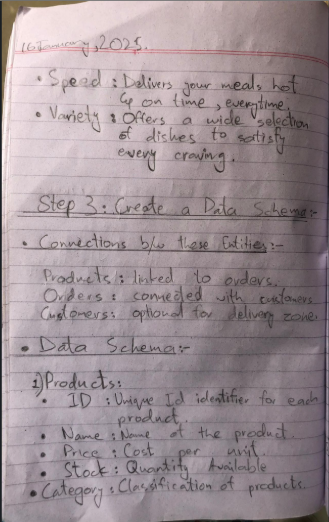 16 January, 2025.
• Speed : Delivers your meals hot
& on time, everytime.
• Variety : Offers a wide selection
of dishes to satisfy
every craving.
Step 3: Create a Data Schema:-
• Connections b/w these Entities:-
Products : linked to orders.
Orders : connected with customers
Customers: optional for delivery zone.
• Data Schema:-
1) Products:
• ID : Unique Id identifier for each
product.
• Name : Name of the product
• Price : Cost per unit.
• Stock : Quantity Available
• Category : Classification of products.